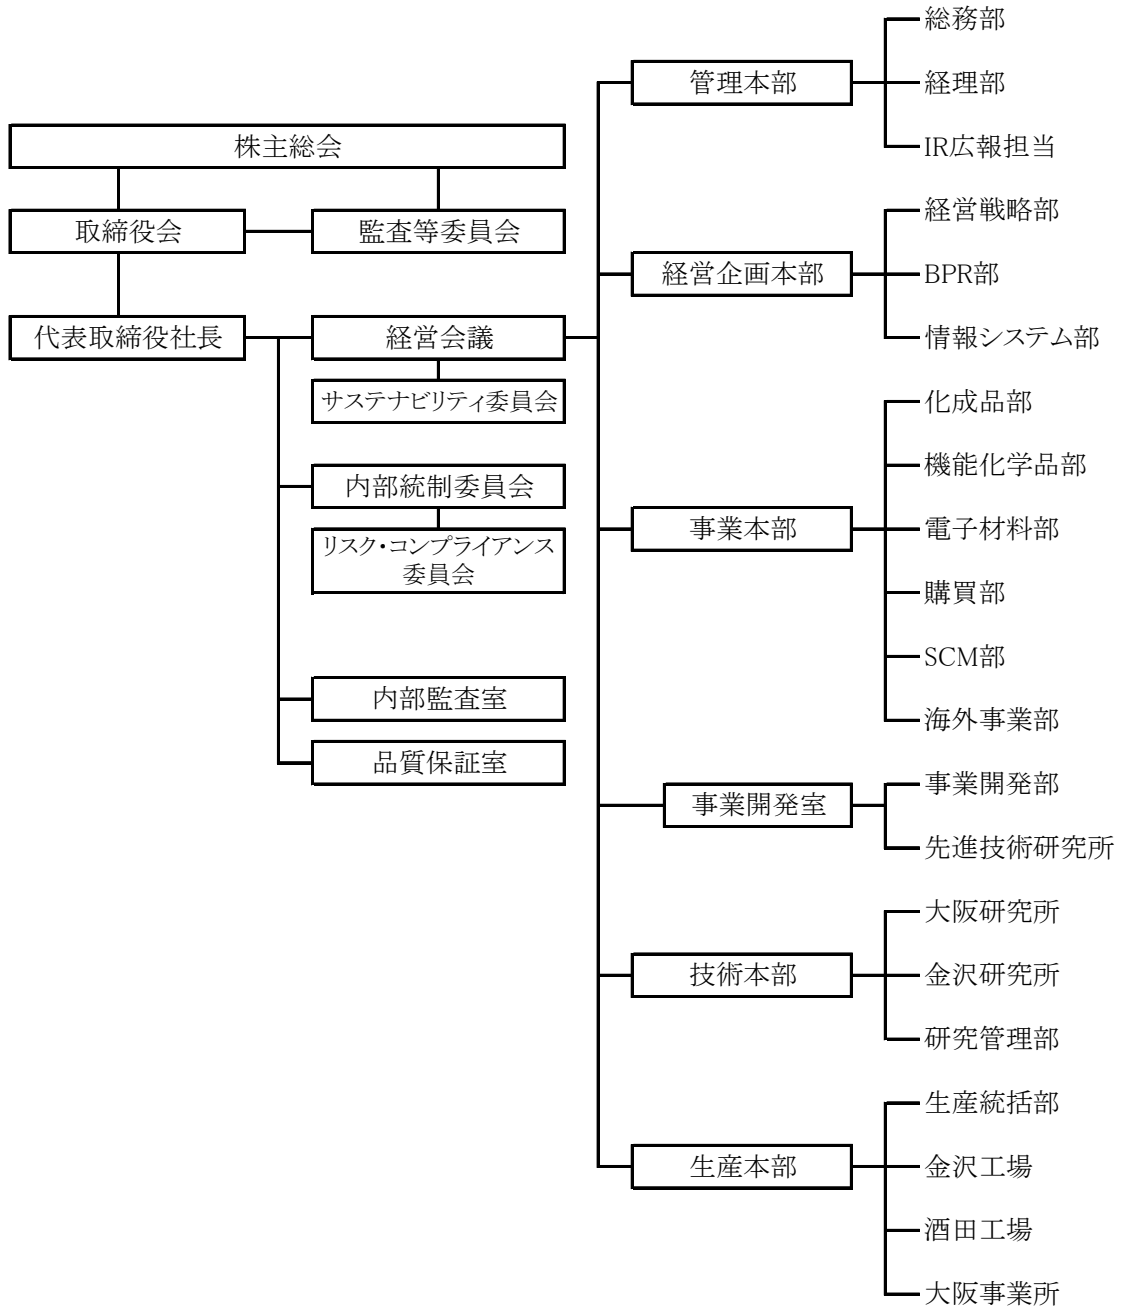 株主総会
取締役会
監査等委員会
代表取締役社長
経営会議
サステナビリティ委員会
内部統制委員会
リスク・コンプライアンス
委員会
内部監査室
品質保証室
管理本部
総務部
経理部
IR広報担当
経営企画本部
経営戦略部
BPR部
情報システム部
事業本部
化成品部
機能化学品部
電子材料部
購買部
SCM部
海外事業部
事業開発室
事業開発部
先進技術研究所
技術本部
大阪研究所
金沢研究所
研究管理部
生産本部
生産統括部
金沢工場
酒田工場
大阪事業所